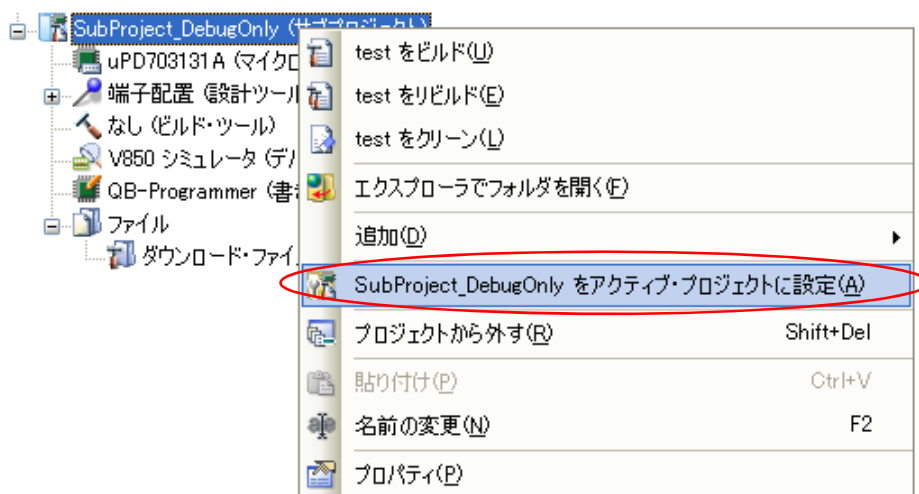 SubProject_DebugOnly (サブプロジェクト)
uPD703131A (マイクロ
端子配置 (設計ツール
なし (ビルド・ツール)
V850 シミュレータ (デバ
QB-Programmer (書き
ファイル
ダウンロード・ファイル
test をビルド(U)
test をリビルド(E)
test をクリーン(L)
エクスプローラでフォルダを開く(F)
追加(D)
SubProject_DebugOnly をアクティブ・プロジェクトに設定(A)
プロジェクトから外す(R) Shift+Del
貼り付け(P) Ctrl+V
名前の変更(N) F2
プロパティ(P)